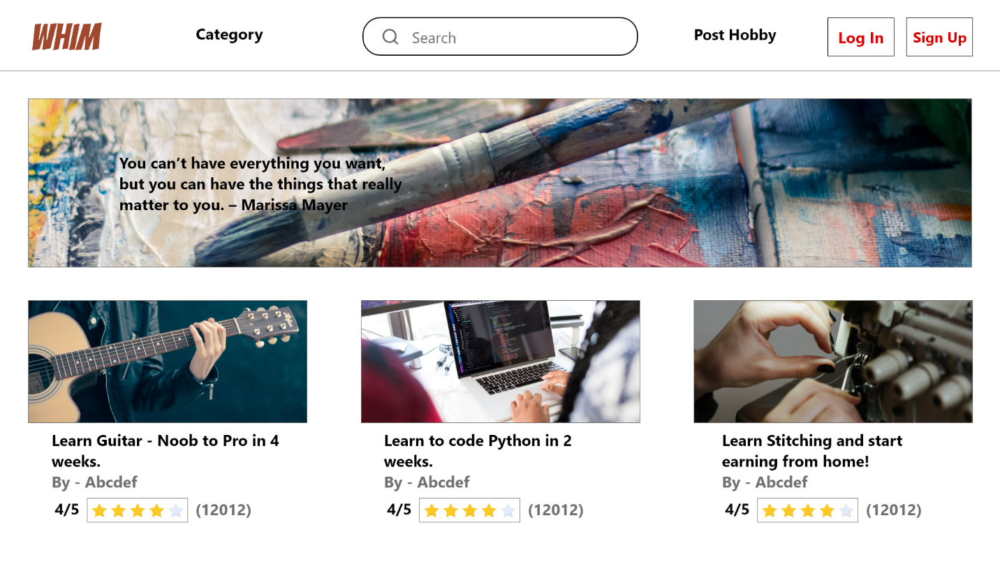 WHIM
Category
Search
Post Hobby
Log In
Sign Up
You can’t have everything you want,
but you can have the things that really
matter to you. – Marissa Mayer
Learn Guitar - Noob to Pro in 4
weeks.
By - Abcdef
4/5 (12012)
Learn to code Python in 2
weeks.
By - Abcdef
4/5 (12012)
Learn Stitching and start
earning from home!
By - Abcdef
4/5 (12012)